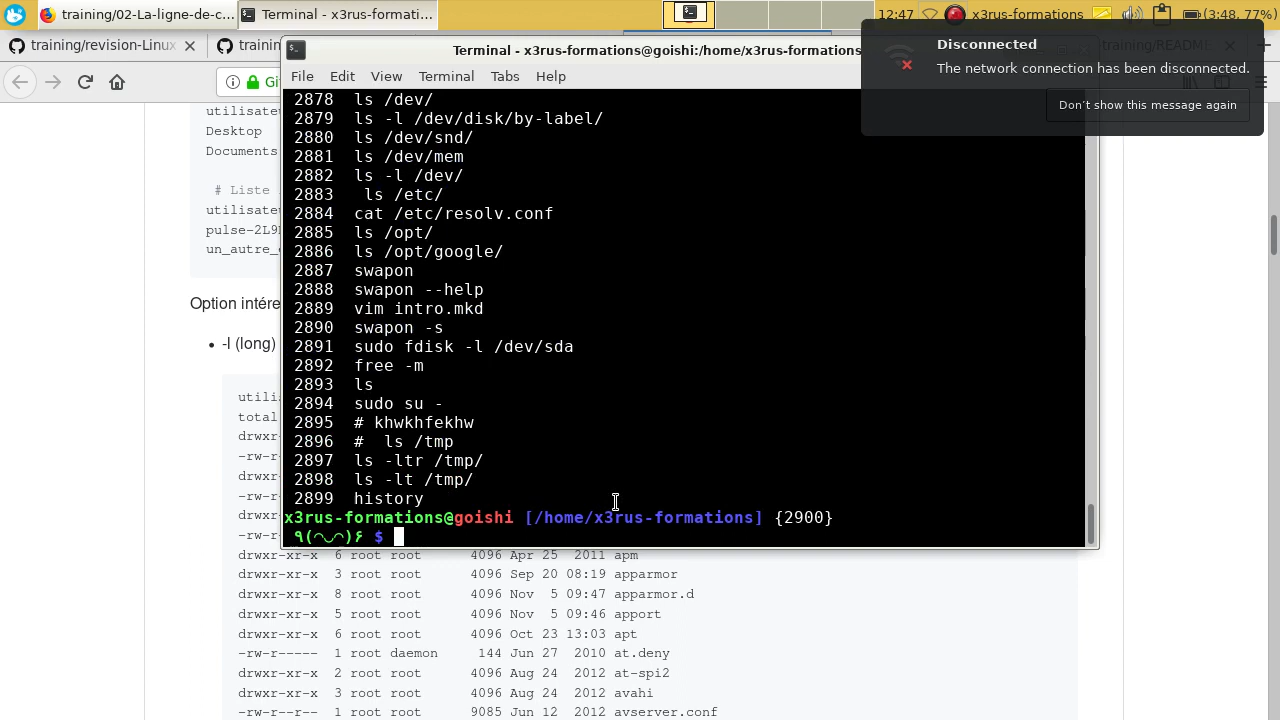 training/02-La-ligne-de-c...
Terminal - x3rus-formati...
12:47
x3rus-formations
(3:48, 77%)
training/revision-Linux
trainin
training/README
Disconnected
The network connection has been disconnected.
Don't show this message again
Terminal - x3rus-formations@goishi:/home/x3rus-formations
File Edit View Terminal Tabs Help
2878 ls /dev/
2879 ls -l /dev/disk/by-label/
2880 ls /dev/snd/
2881 ls /dev/mem
2882 ls -l /dev/
2883  ls /etc/
2884 cat /etc/resolv.conf
2885 ls /opt/
2886 ls /opt/google/
2887 swapon
2888 swapon --help
2889 vim intro.mkd
2890 swapon -s
2891 sudo fdisk -l /dev/sda
2892 free -m
2893 ls
2894 sudo su -
2895 # khwkhfekhw
2896 #  ls /tmp
2897 ls -ltr /tmp/
2898 ls -lt /tmp/
2899 history
x3rus-formations@goishi [/home/x3rus-formations] {2900}
٩(◠◡◠)۶ $
utilisate
Desktop
Documents
# Liste
utilisate
pulse-2L9
un_autre_
Option intére
-l (long)
utili
total
drwxr
-rw-r
drwxr
-rw-r
drwxr
-rw-r
drwxr-xr-x 6 root root 4096 Apr 25 2011 apm
drwxr-xr-x 3 root root 4096 Sep 20 08:19 apparmor
drwxr-xr-x 8 root root 4096 Nov 5 09:47 apparmor.d
drwxr-xr-x 5 root root 4096 Nov 5 09:46 apport
drwxr-xr-x 6 root root 4096 Oct 23 13:03 apt
-rw-r----- 1 root daemon 144 Jun 27 2010 at.deny
drwxr-xr-x 2 root root 4096 Aug 24 2012 at-spi2
drwxr-xr-x 3 root root 4096 Aug 24 2012 avahi
-rw-r--r-- 1 root root 9085 Jun 12 2012 avserver.conf